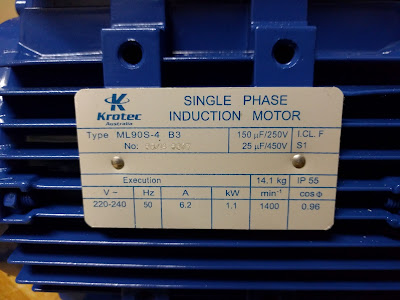 Krotec
Australia
SINGLE PHASE
INDUCTION MOTOR
Type ML90S-4 B3
150 µF/250V
I.CL. F
No.
25 µF/450V
S1
Execution
14.1 kg
IP 55
V ~
Hz
A
kW
min⁻¹
cosΦ
220-240
50
6.2
1.1
1400
0.96